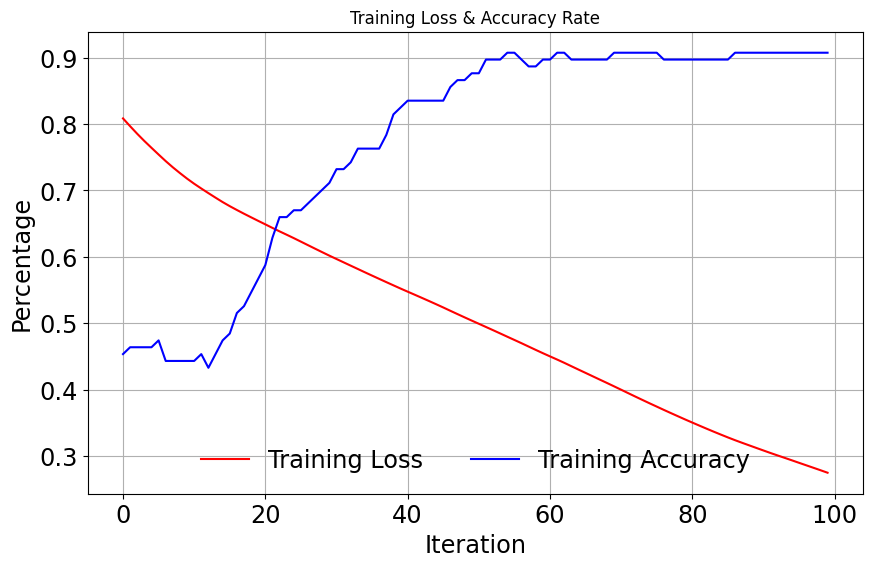 Training Loss & Accuracy Rate
Percentage
0.9
0.8
0.7
0.6
0.5
0.4
0.3
Training Loss Training Accuracy
0 20 40 60 80 100
Iteration